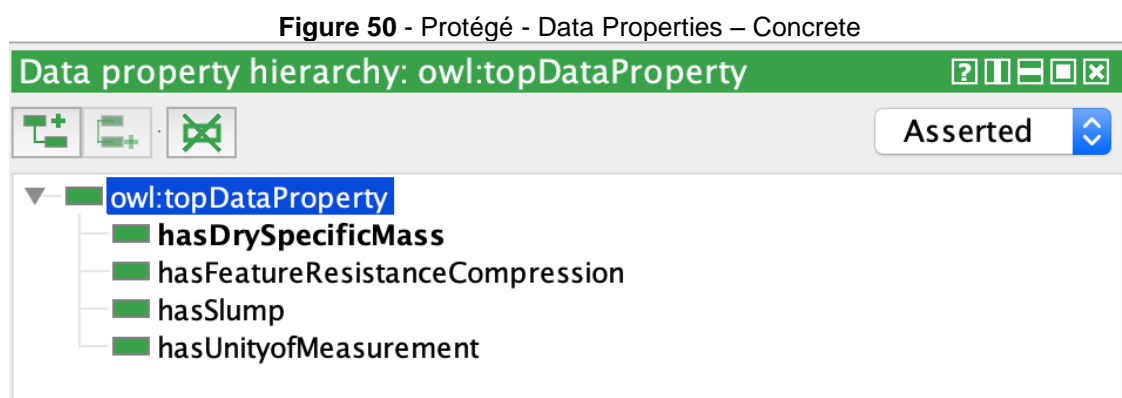 Figure 50 - Protégé - Data Properties – Concrete
Data property hierarchy: owl:topDataProperty
Asserted
owl:topDataProperty
hasDrySpecificMass
hasFeatureResistanceCompression
hasSlump
hasUnityofMeasurement